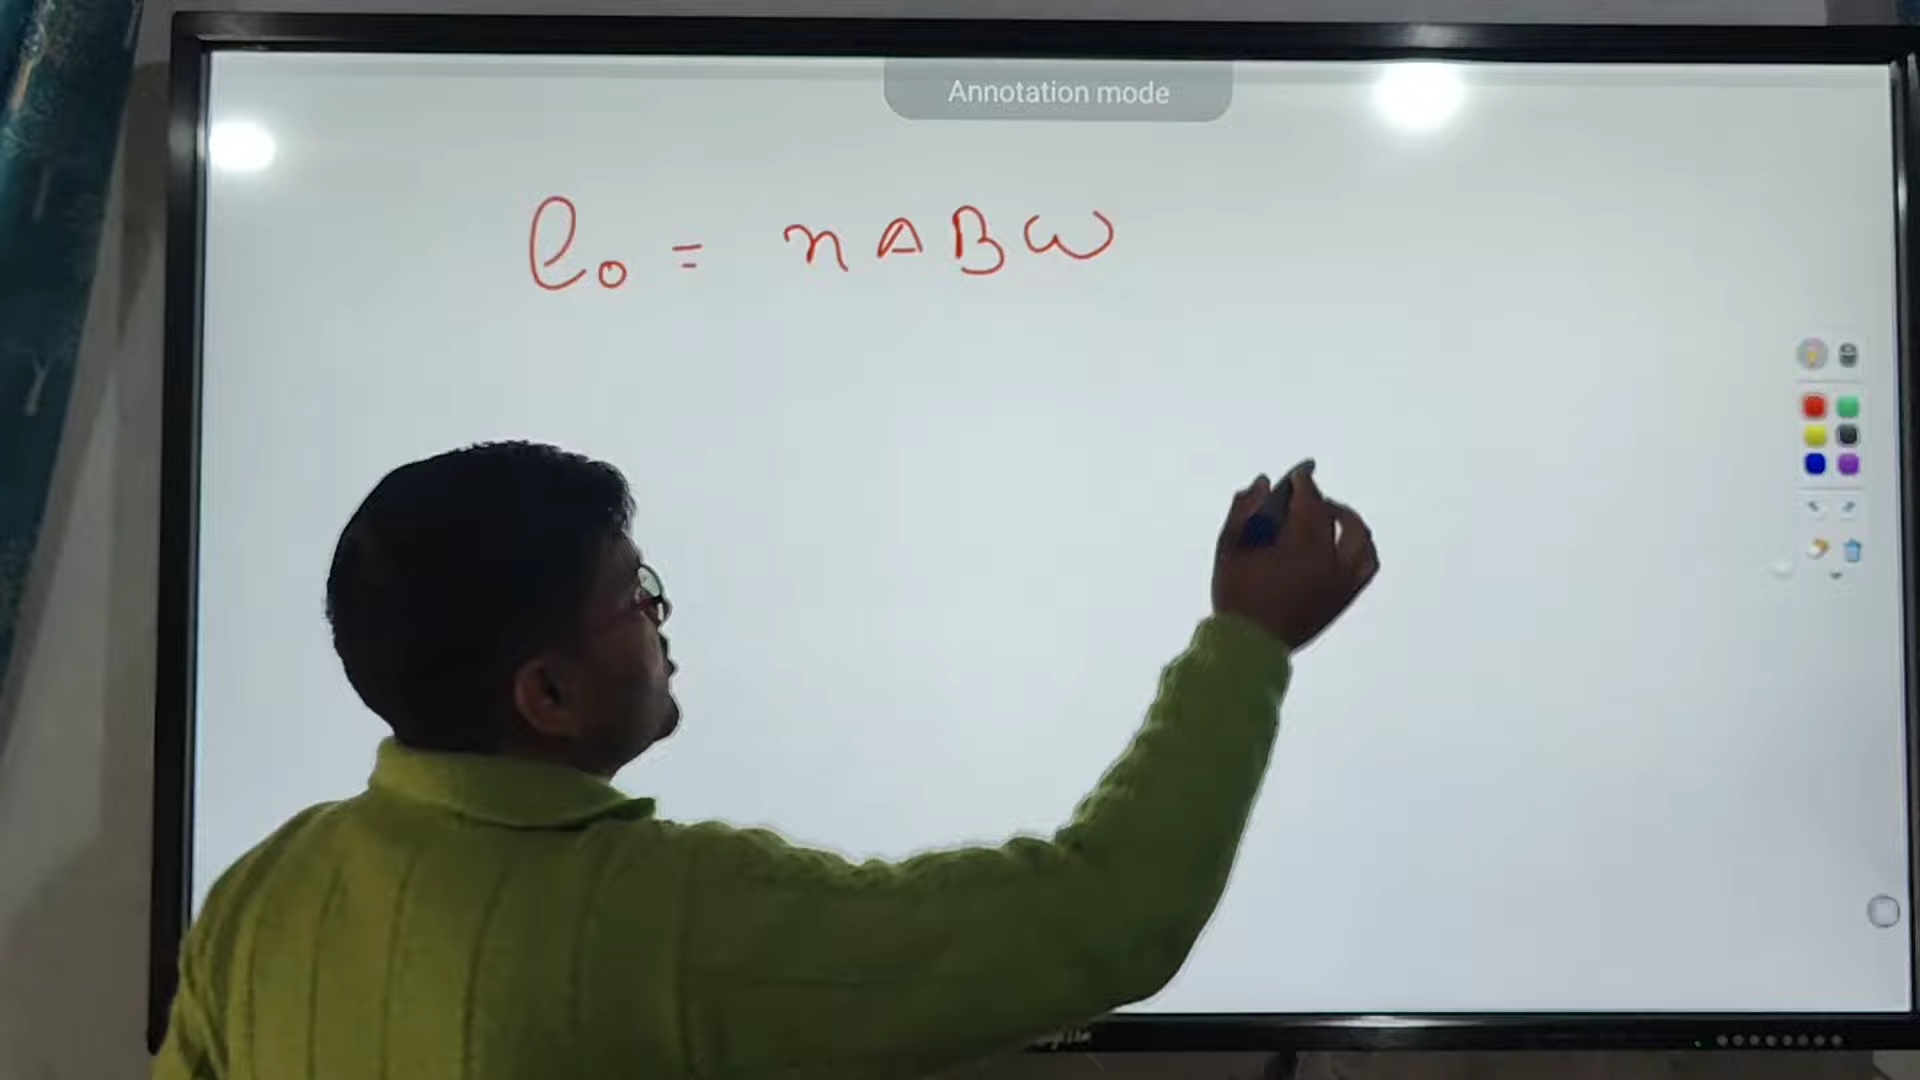 Annotation mode
e₀ = nABω